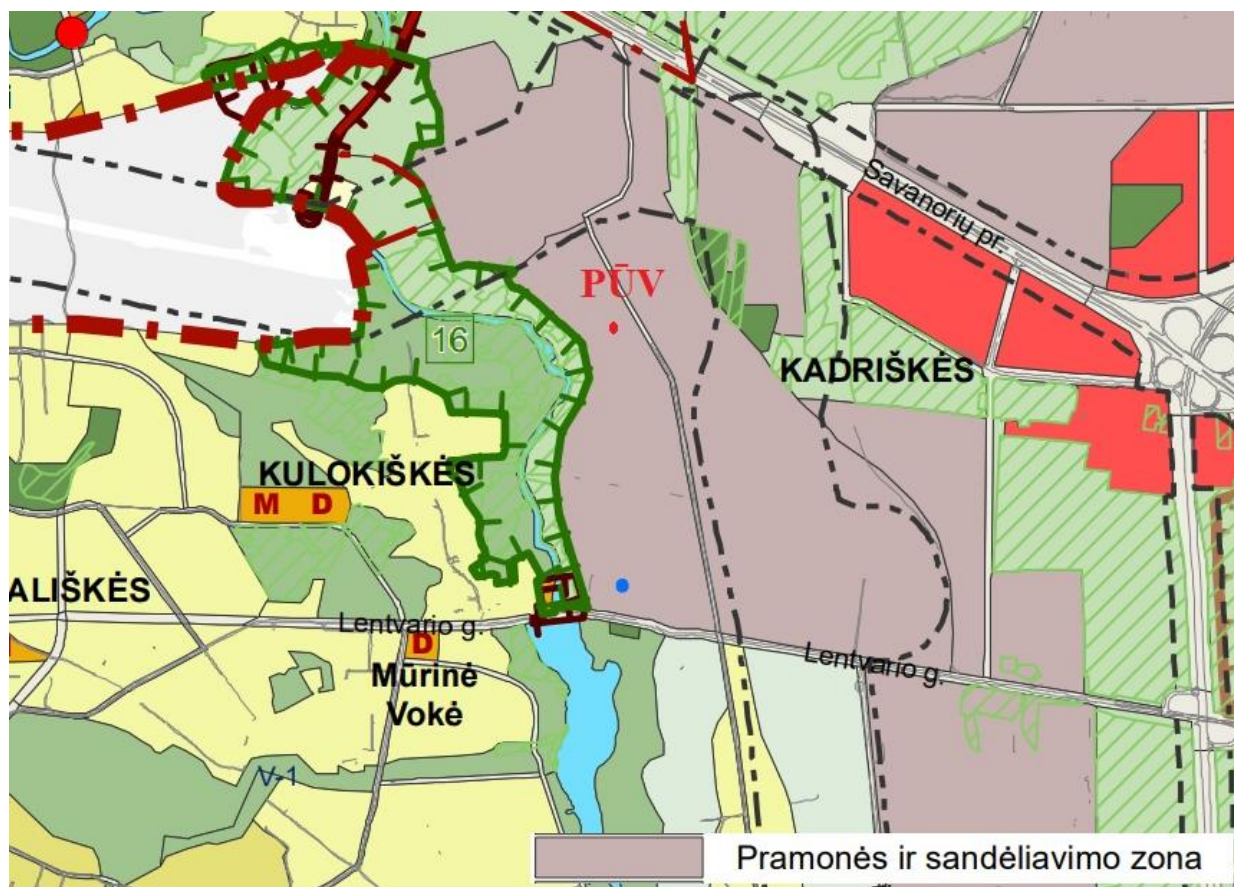 Savanorių pr.
PŪV
16
KADRIŠKĖS
KULOKIŠKĖS
M D
ALIŠKĖS
Lentvario g.
D
Lentvario g.
Mūrinė
Vokė
V-1
Pramonės ir sandėliavimo zona